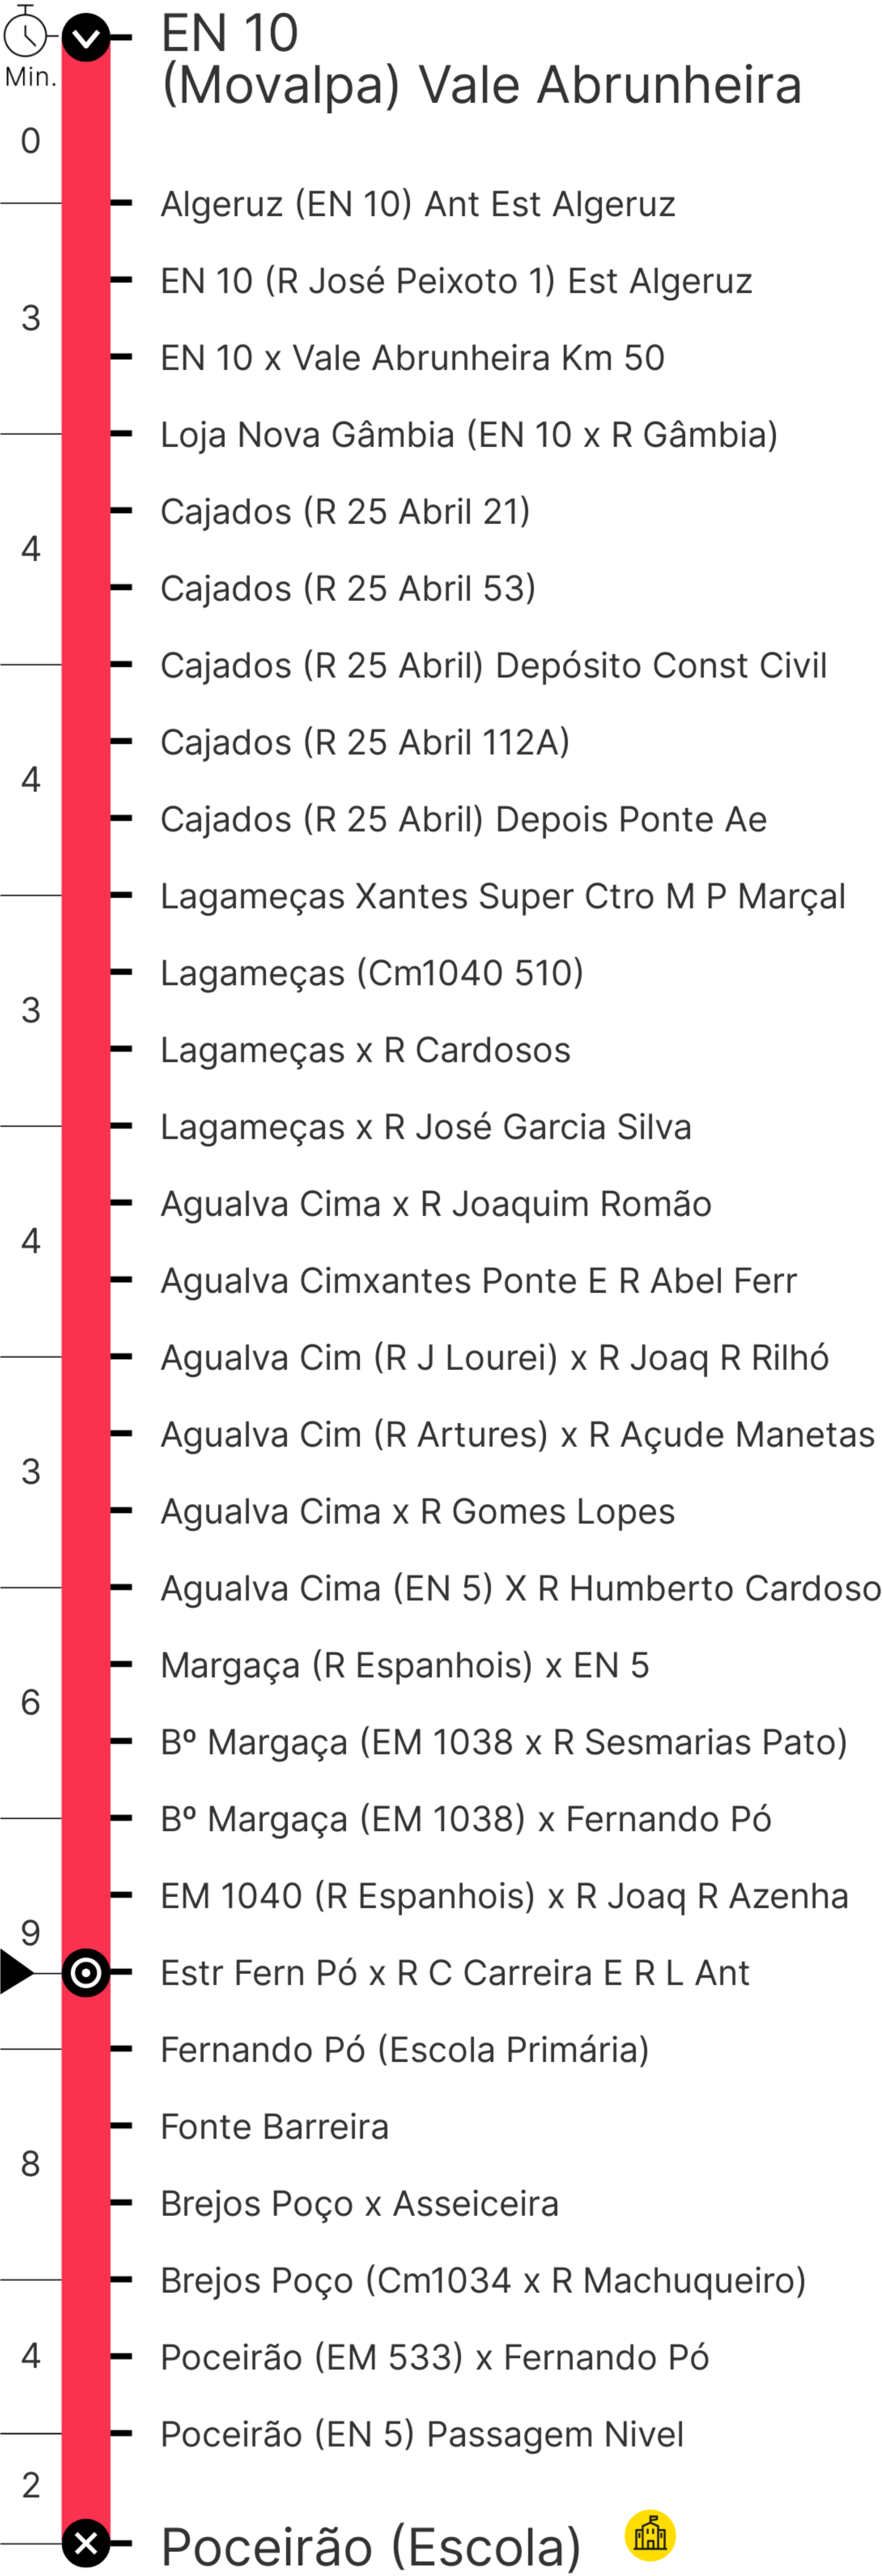 EN 10
(Movalpa) Vale Abrunheira
Min.
0
Algeruz (EN 10) Ant Est Algeruz
EN 10 (R José Peixoto 1) Est Algeruz
3
EN 10 x Vale Abrunheira Km 50
Loja Nova Gâmbia (EN 10 x R Gâmbia)
Cajados (R 25 Abril 21)
4
Cajados (R 25 Abril 53)
Cajados (R 25 Abril) Depósito Const Civil
Cajados (R 25 Abril 112A)
4
Cajados (R 25 Abril) Depois Ponte Ae
Lagameças Xantes Super Ctro M P Marçal
Lagameças (Cm1040 510)
3
Lagameças x R Cardosos
Lagameças x R José Garcia Silva
Agualva Cima x R Joaquim Romão
4
Agualva Cimxantes Ponte E R Abel Ferr
Agualva Cim (R J Lourei) x R Joaq R Rilhó
Agualva Cim (R Artures) x R Açude Manetas
3
Agualva Cima x R Gomes Lopes
Agualva Cima (EN 5) X R Humberto Cardoso
Margaça (R Espanhois) x EN 5
6
Bº Margaça (EM 1038 x R Sesmarias Pato)
Bº Margaça (EM 1038) x Fernando Pó
EM 1040 (R Espanhois) x R Joaq R Azenha
9
Estr Fern Pó x R C Carreira E R L Ant
Fernando Pó (Escola Primária)
Fonte Barreira
8
Brejos Poço x Asseiceira
Brejos Poço (Cm1034 x R Machuqueiro)
4
Poceirão (EM 533) x Fernando Pó
Poceirão (EN 5) Passagem Nivel
2
Poceirão (Escola)